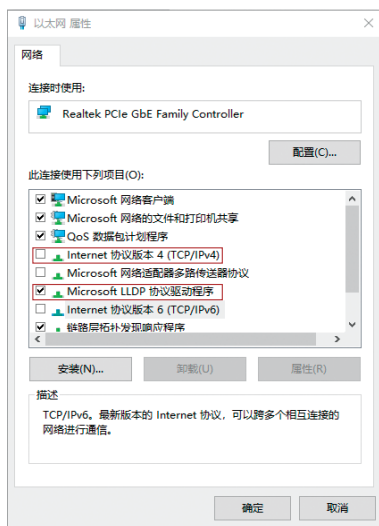 以太网 属性
网络
连接时使用:
Realtek PCIe GbE Family Controller
配置(C)...
此连接使用下列项目(O):
Microsoft 网络客户端
Microsoft 网络的文件和打印机共享
QoS 数据包计划程序
Internet 协议版本 4 (TCP/IPv4)
Microsoft 网络适配器多路传送器协议
Microsoft LLDP 协议驱动程序
Internet 协议版本 6 (TCP/IPv6)
链路层拓扑发现响应程序
安装(N)...
卸载(U)
属性(R)
描述
TCP/IPv6。最新版本的 Internet 协议，可以跨多个相互连接的
网络进行通信。
确定
取消